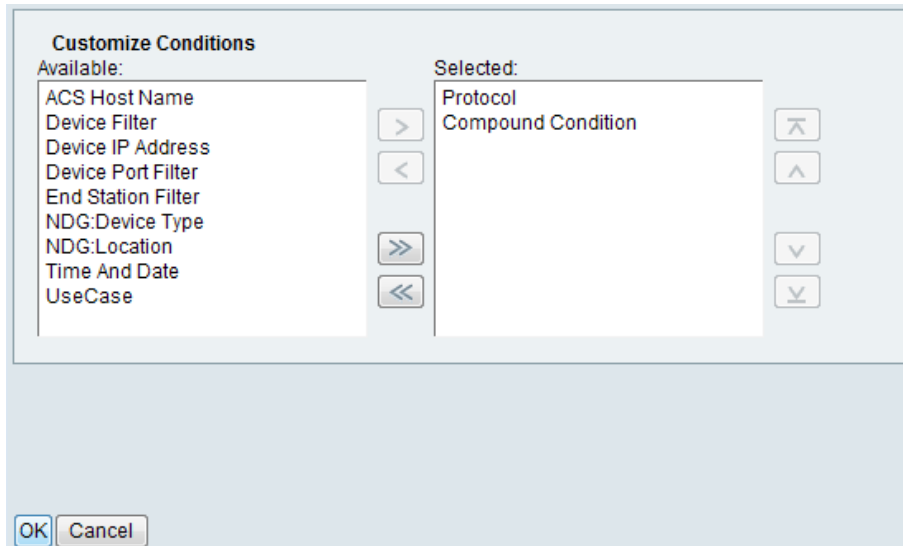 Customize Conditions
Available:
ACS Host Name
Device Filter
Device IP Address
Device Port Filter
End Station Filter
NDG:Device Type
NDG:Location
Time And Date
UseCase
Selected:
Protocol
Compound Condition
OK
Cancel